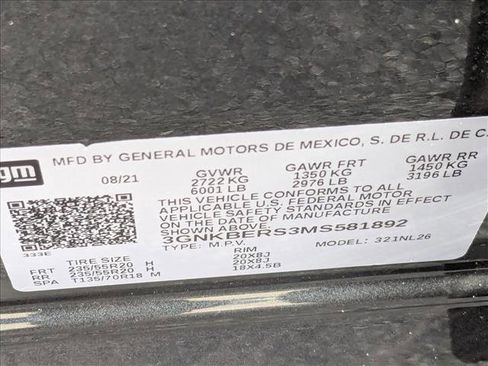 gm
MFD BY GENERAL MOTORS DE MEXICO, S. DE R.L. DE C.
08/21 GVWR GAWR FRT GAWR RR
2722 KG 1350 KG 1450 KG
6001 LB 2976 LB 3196 LB
THIS VEHICLE CONFORMS TO ALL
APPLICABLE U.S. FEDERAL MOTOR
VEHICLE SAFETY STANDARDS IN EFFECT
ON THE DATE OF MANUFACTURE
SHOWN ABOVE.
3GNKBERS3MS581892
333E TYPE: M.P.V. MODEL: 321NL26
TIRE SIZE RIM
FRT 235/55R20 H 20X8J
RR 235/55R20 H 20X8J
SPA T135/70R18 M 18X4.5B